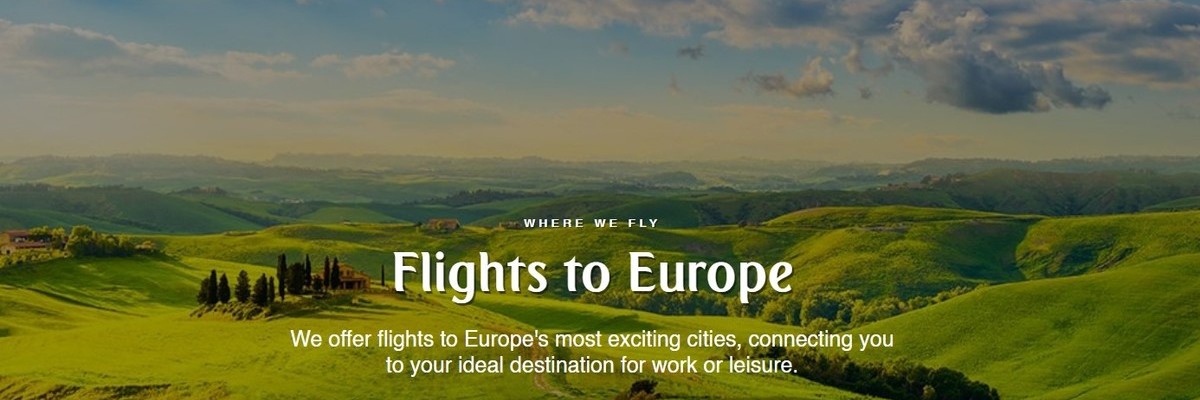 WHERE WE FLY
Flights to Europe
We offer flights to Europe's most exciting cities, connecting you
to your ideal destination for work or leisure.